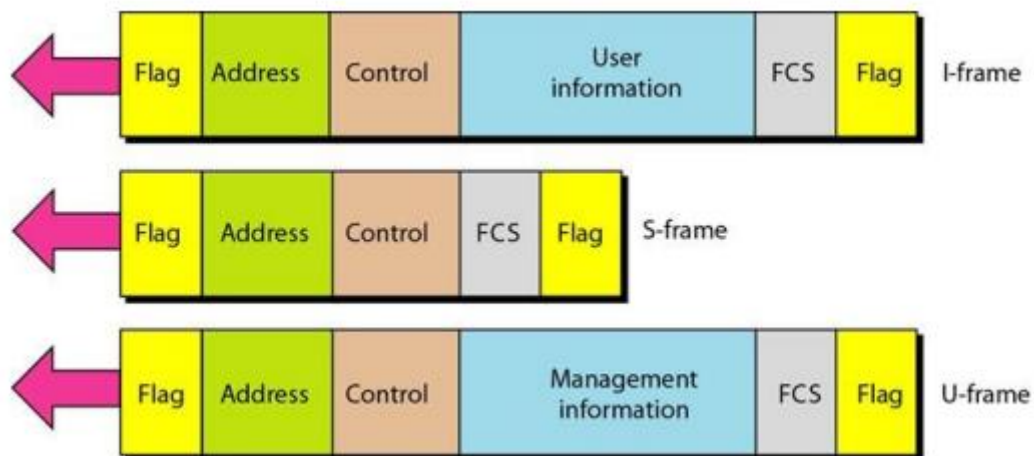 Flag Address Control User information FCS Flag I-frame
Flag Address Control FCS Flag S-frame
Flag Address Control Management information FCS Flag U-frame